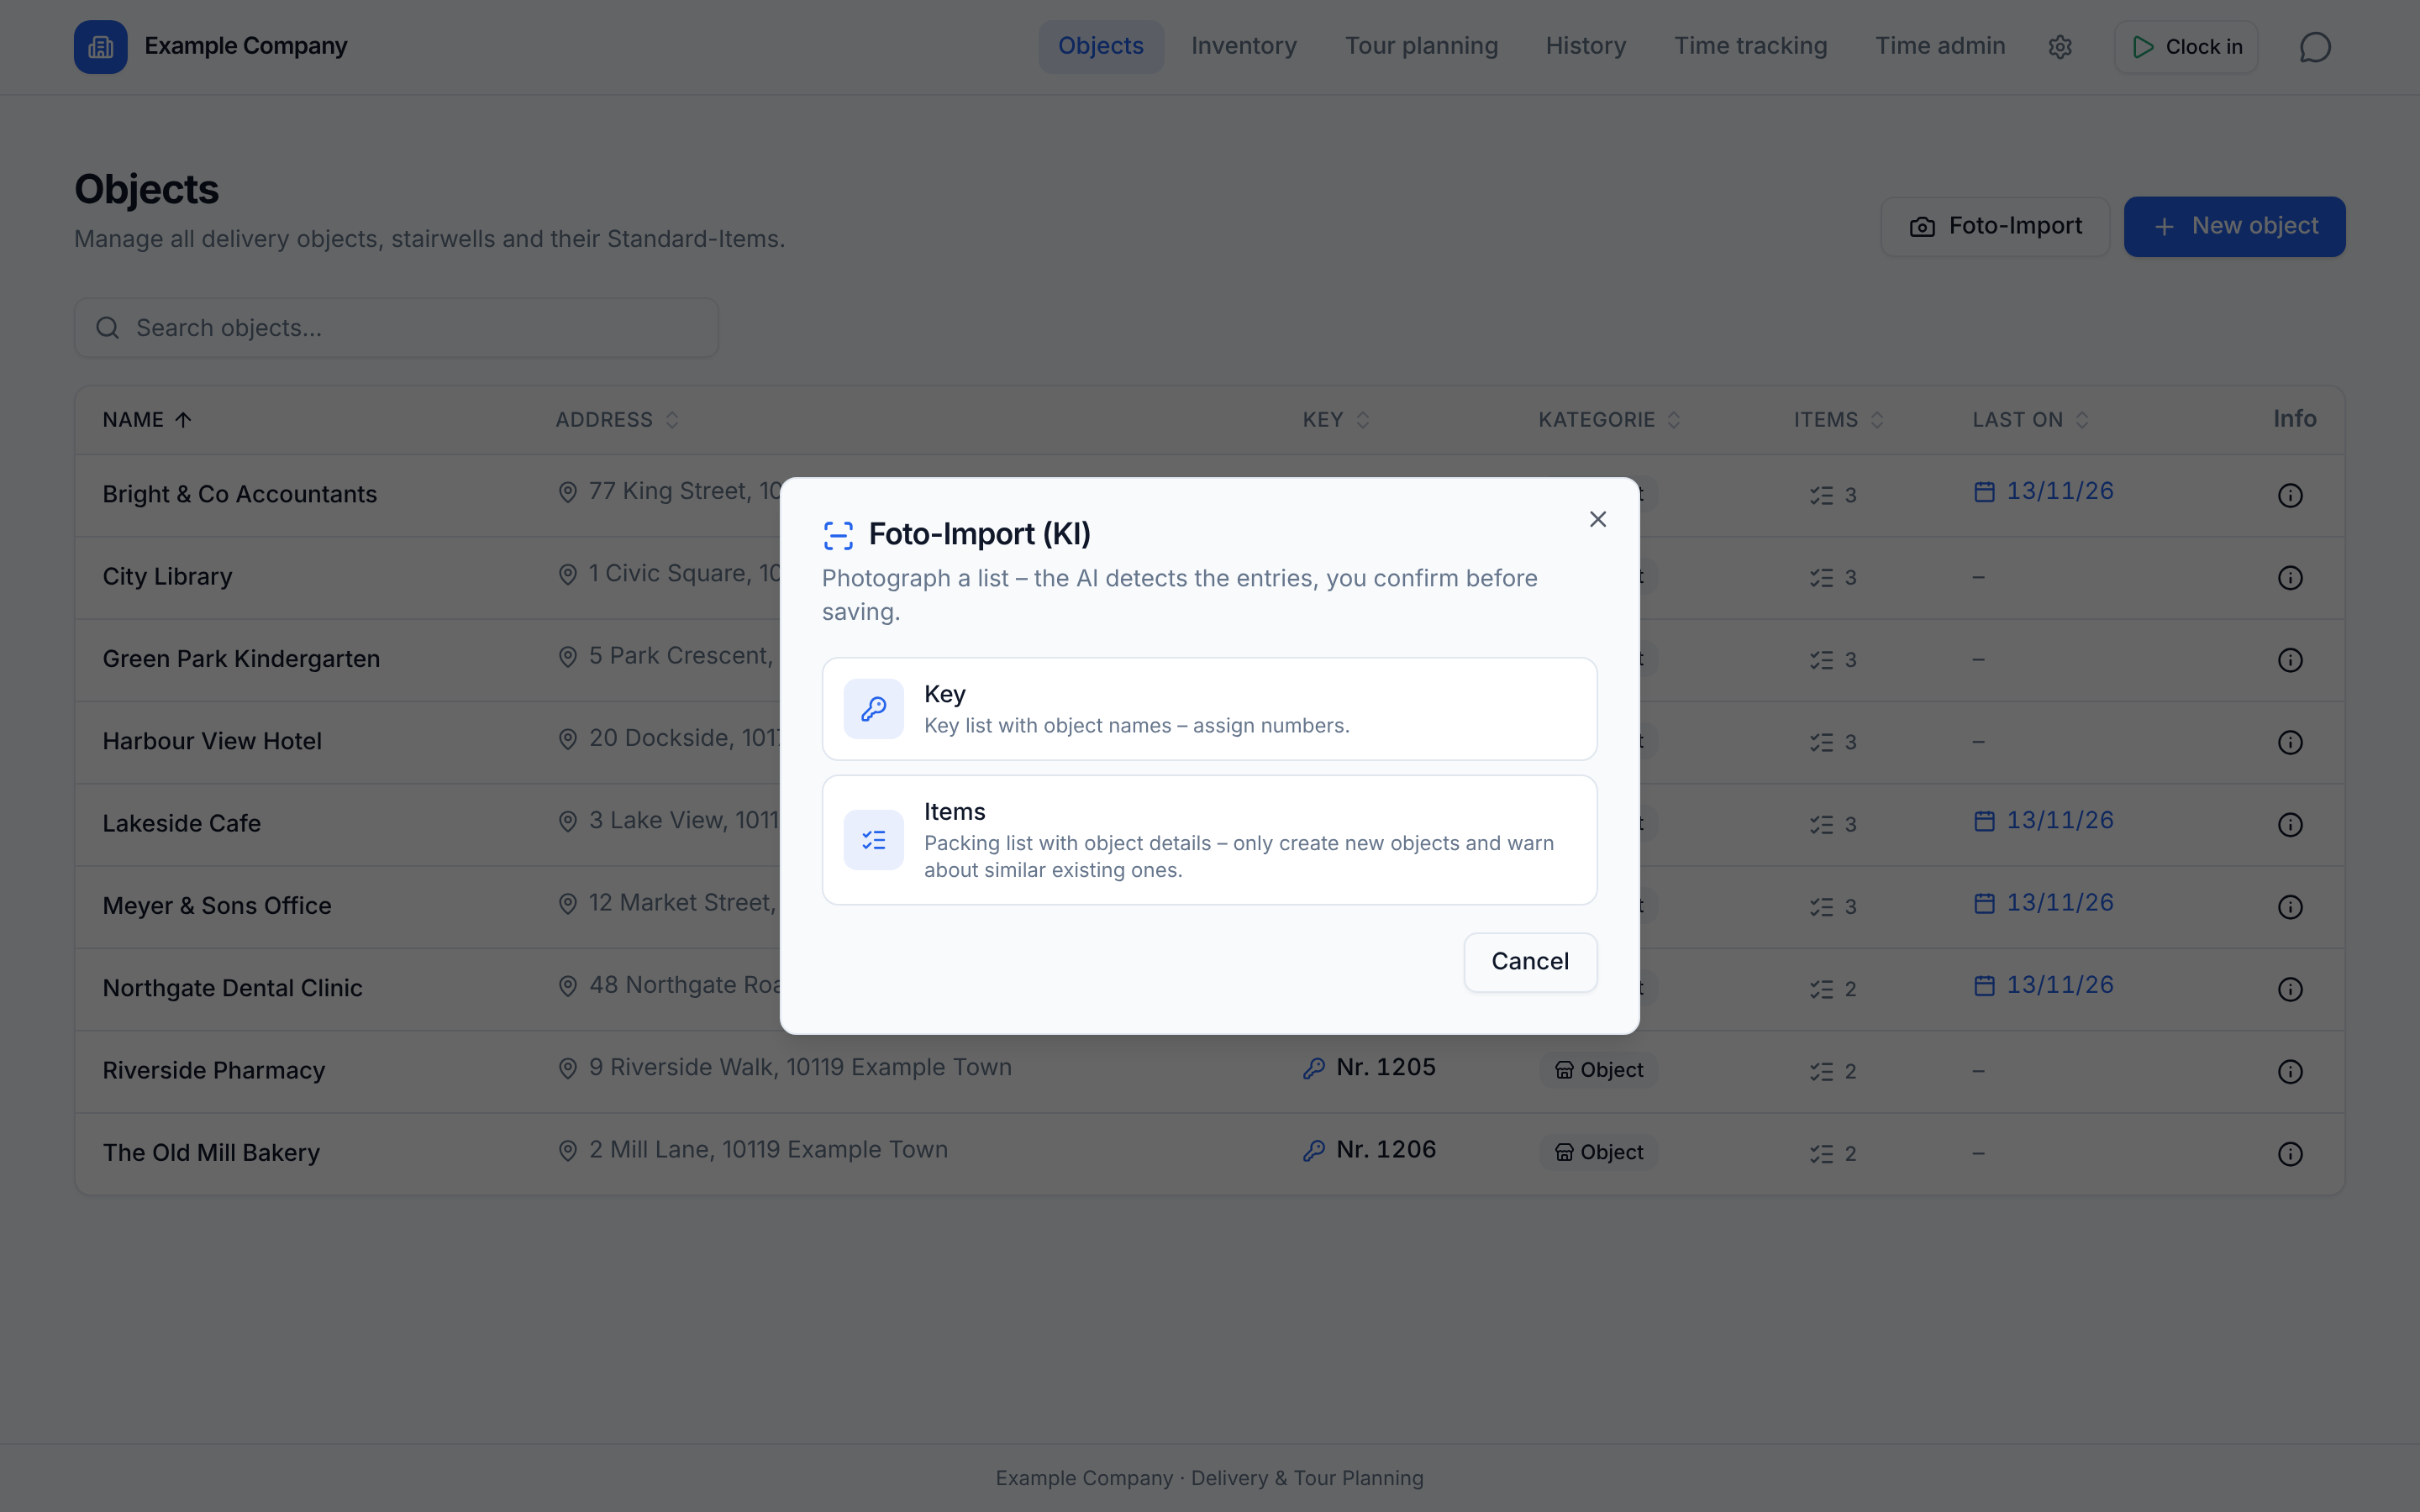 Example Company
Objects
Inventory
Tour planning
History
Time tracking
Time admin
Clock in
Objects
Manage all delivery objects, stairwells and their Standard-Items.
Foto-Import
New object
Search objects...
NAME ADDRESS KEY KATEGORIE ITEMS LAST ON Info
Bright & Co Accountants 77 King Street, 3 13/11/26
City Library 1 Civic Square, 3 –
Green Park Kindergarten 5 Park Crescent, 3 –
Harbour View Hotel 20 Dockside, 3 –
Lakeside Cafe 3 Lake View, 3 13/11/26
Meyer & Sons Office 12 Market Street, 3 13/11/26
Northgate Dental Clinic 48 Northgate 2 13/11/26
Riverside Pharmacy 9 Riverside Walk, 10119 Example Town Nr. 1205 Object 2 –
The Old Mill Bakery 2 Mill Lane, 10119 Example Town Nr. 1206 Object 2 –
Foto-Import (KI)
Photograph a list – the AI detects the entries, you confirm before
saving.
Key
Key list with object names – assign numbers.
Items
Packing list with object details – only create new objects and warn
about similar existing ones.
Cancel
Example Company · Delivery & Tour Planning